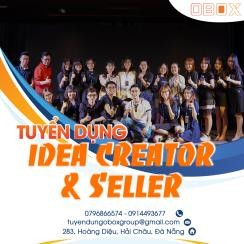 OBOX
TUYỂN DỤNG
IDEA CREATOR
& SELLER
0796866574 - 0914493677
tuyendungoboxgroup@gmail.com
283, Hoàng Diệu, Hải Châu, Đà Nẵng